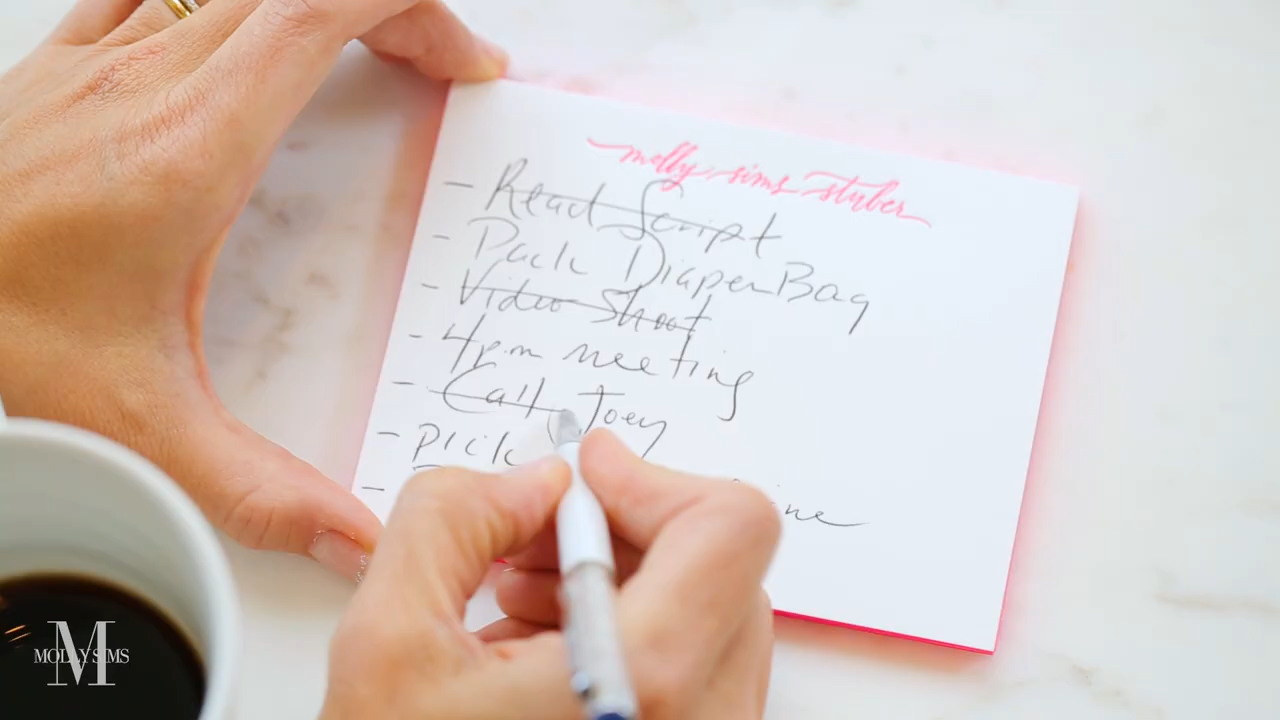 molly sims stuber
- Read Script
- Pack Diaper Bag
- Video Shoot
- 4pm meeting
- Call Joey
- Pick
-
M
MOLLY SIMS